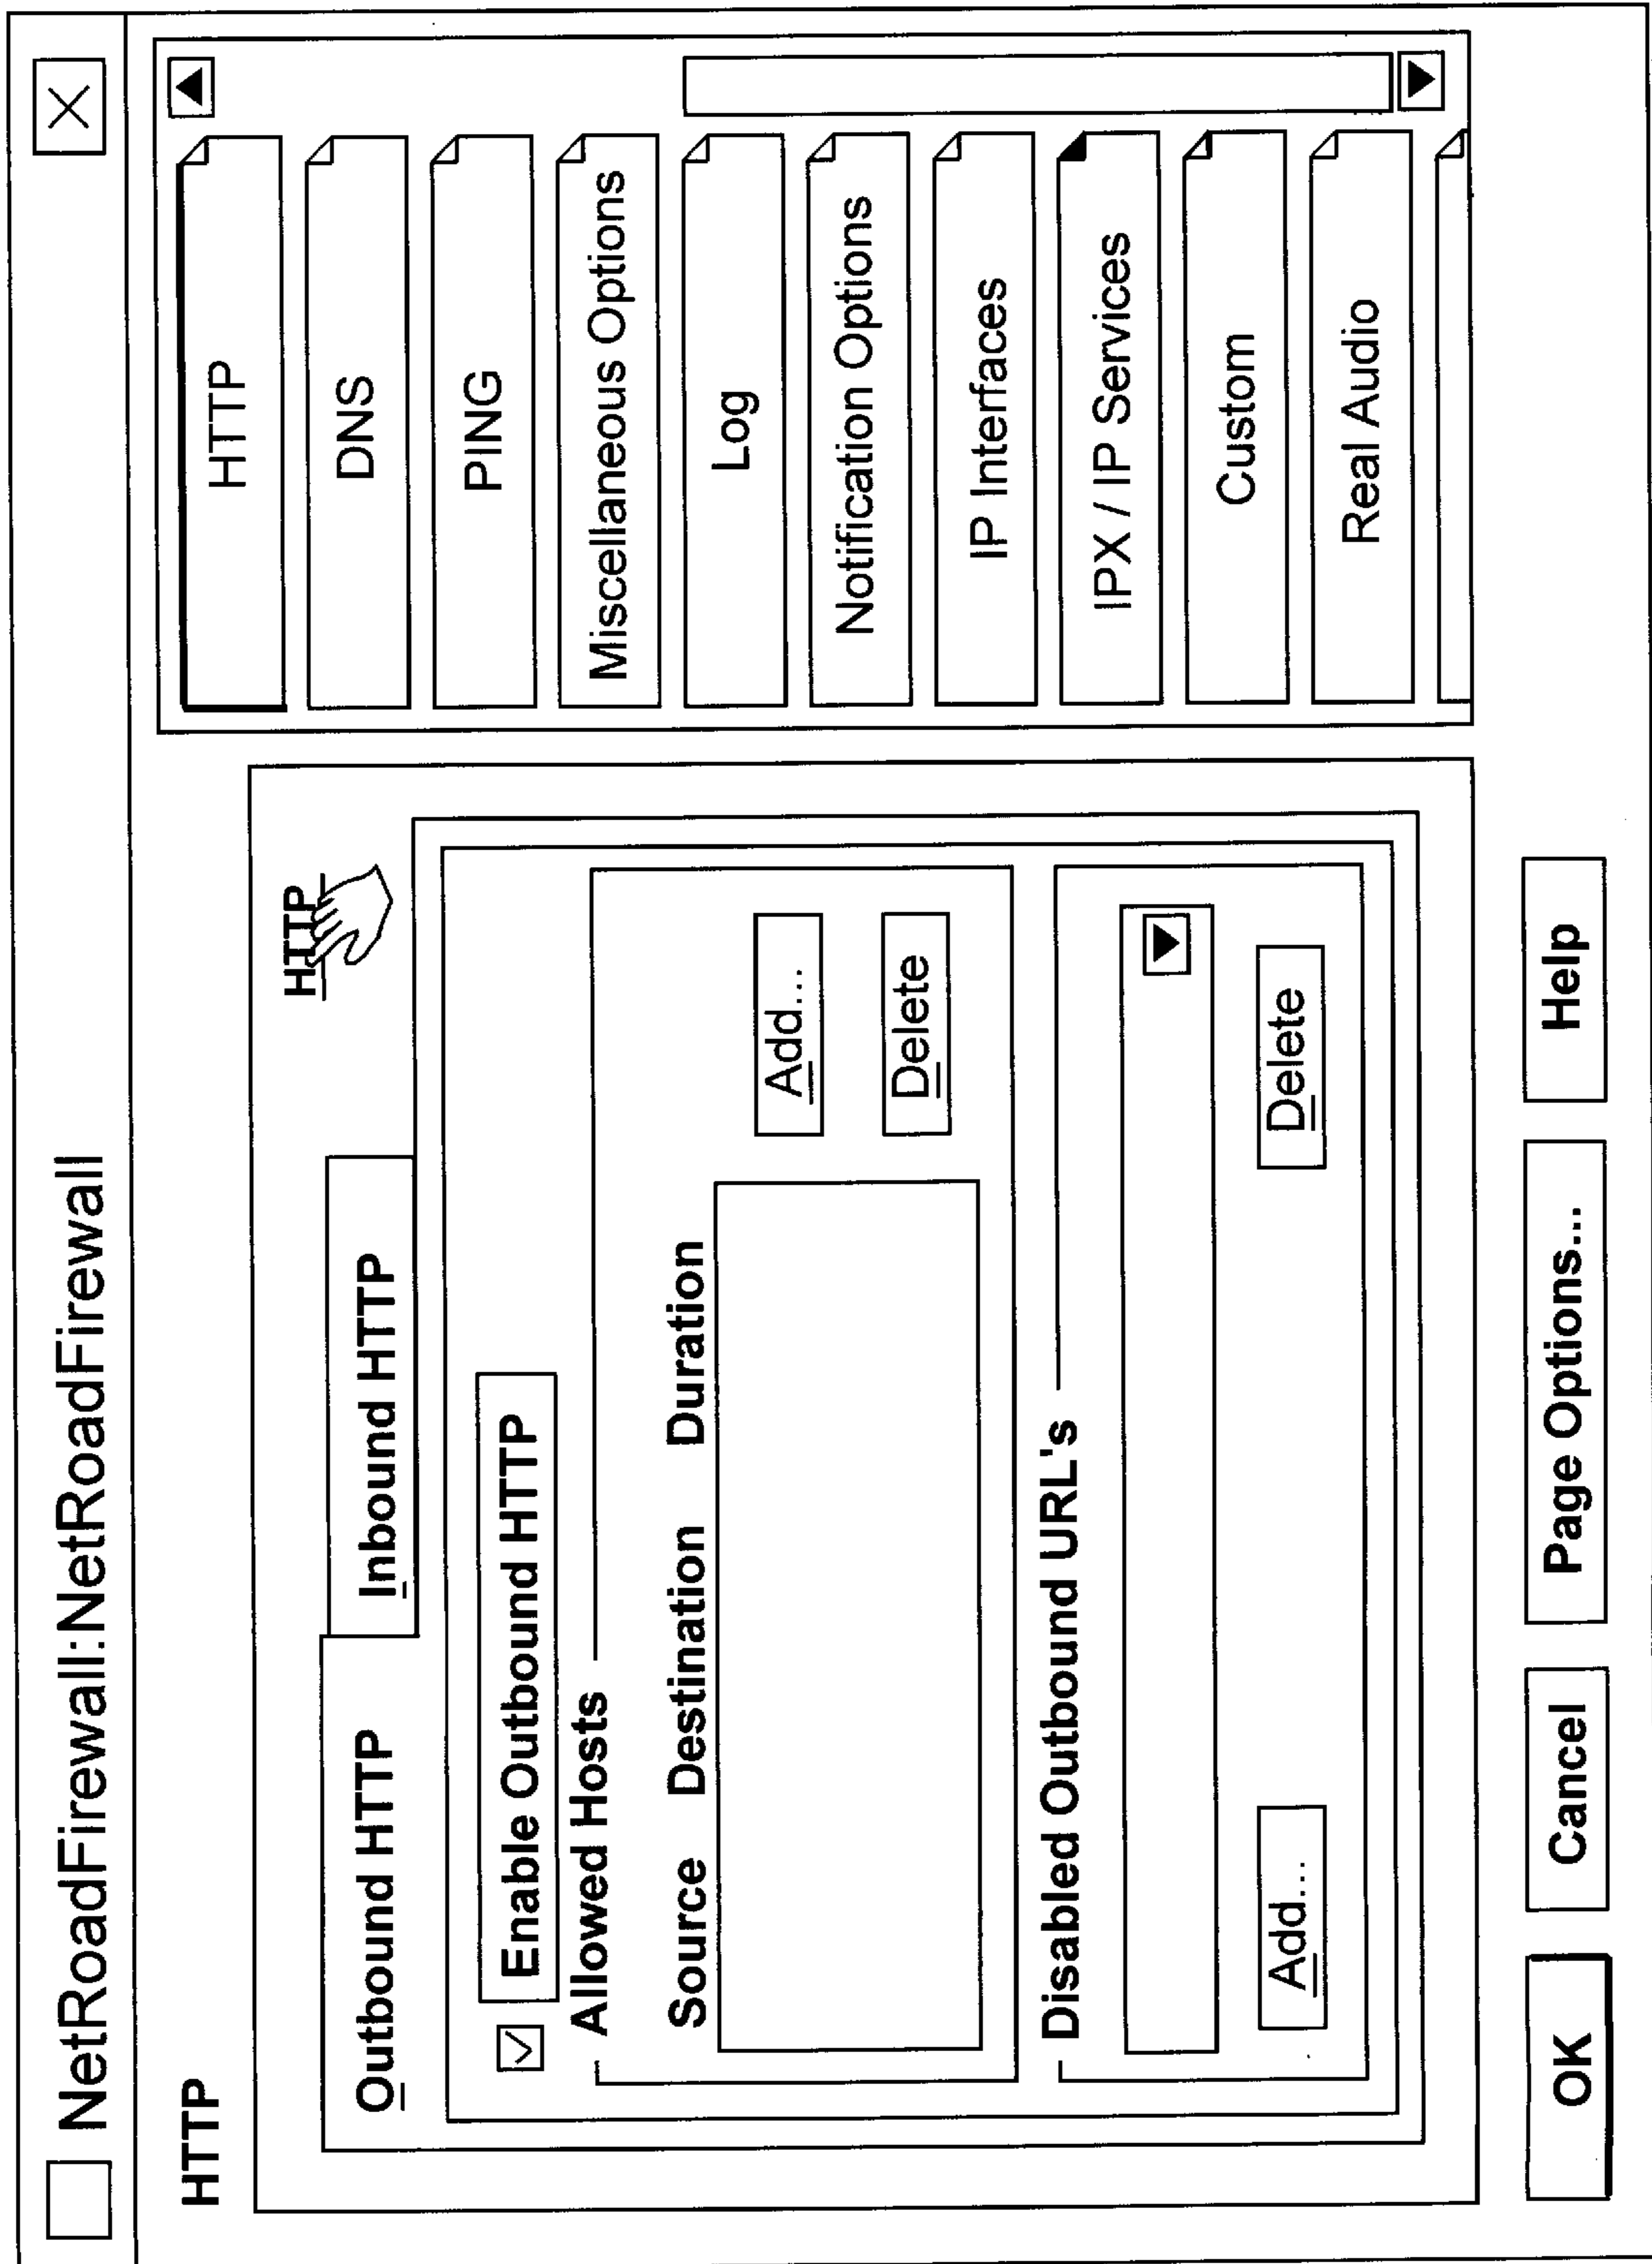 NetRoadFirewall:NetRoadFirewall
HTTP
HTTP
Outbound HTTP
Inbound HTTP
Enable Outbound HTTP
Allowed Hosts
Source Destination Duration
Add...
Delete
Disabled Outbound URL's
Add...
Delete
HTTP
DNS
PING
Miscellaneous Options
Log
Notification Options
IP Interfaces
IPX / IP Services
Custom
Real Audio
OK
Cancel
Page Options...
Help